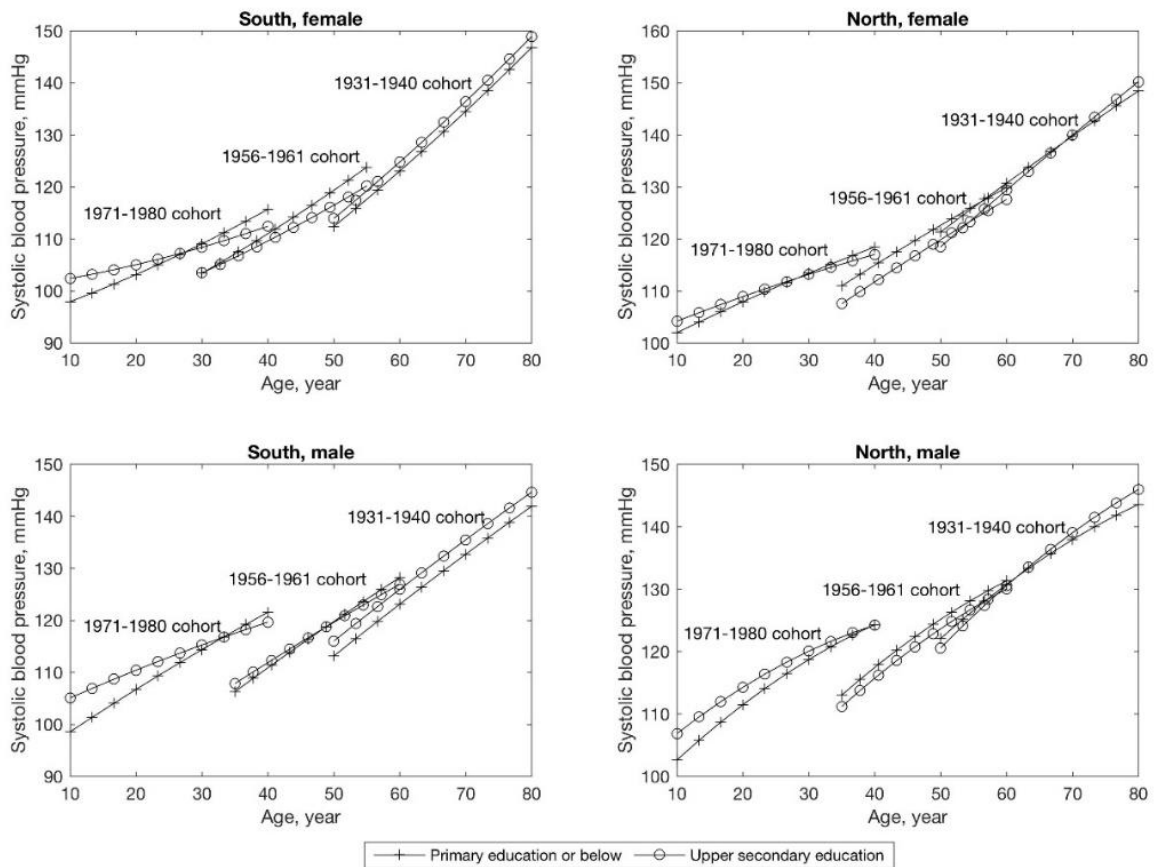 South, female
North, female
Systolic blood pressure, mmHg
150
140
130
120
110
100
90
1931-1940 cohort
1956-1961 cohort
1971-1980 cohort
10 20 30 40 50 60 70 80
Age, year
Systolic blood pressure, mmHg
160
150
140
130
120
110
100
1931-1940 cohort
1956-1961 cohort
1971-1980 cohort
10 20 30 40 50 60 70 80
Age, year
South, male
North, male
Systolic blood pressure, mmHg
150
140
130
120
110
100
90
1931-1940 cohort
1956-1961 cohort
1971-1980 cohort
10 20 30 40 50 60 70 80
Age, year
Systolic blood pressure, mmHg
150
140
130
120
110
100
1931-1940 cohort
1956-1961 cohort
1971-1980 cohort
10 20 30 40 50 60 70 80
Age, year
Primary education or below Upper secondary education